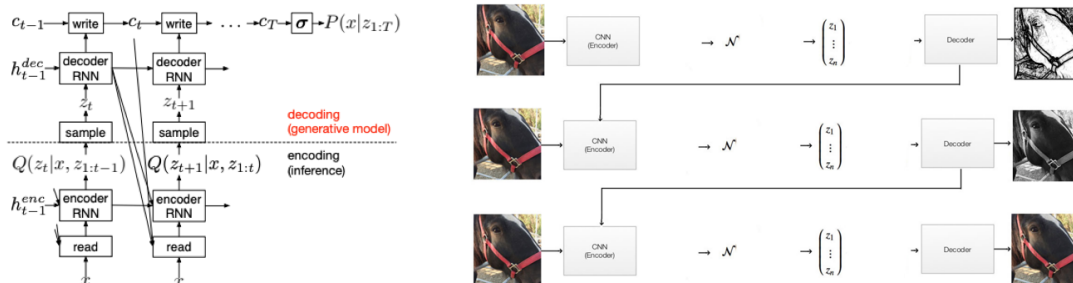 c_{t-1} write c_t write ... c_T σ P(x|z_{1:T})
h_{t-1}^{dec} decoder RNN decoder RNN
z_t z_{t+1}
decoding
(generative model)
sample sample
Q(z_t|x, z_{1:t-1}) Q(z_{t+1}|x, z_{1:t})
encoding
(inference)
h_{t-1}^{enc} encoder RNN encoder RNN
read read
x x
CNN
(Encoder)
𝒩
z_1
⋮
z_n
Decoder
CNN
(Encoder)
𝒩
z_1
⋮
z_n
Decoder
CNN
(Encoder)
𝒩
z_1
⋮
z_n
Decoder